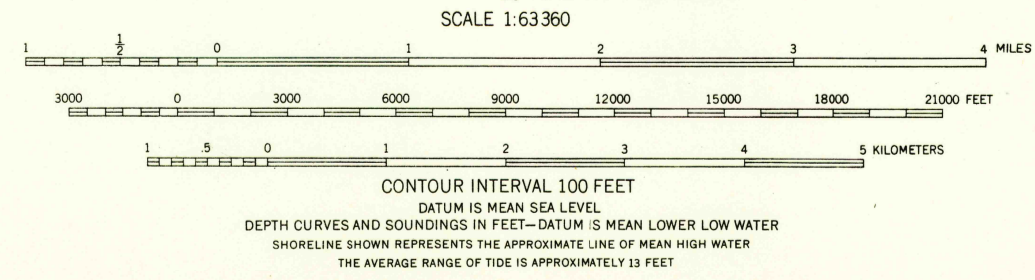 SCALE 1:63360
1 1/2 0 1 2 3 4 MILES
3000 0 3000 6000 9000 12000 15000 18000 21000 FEET
1 .5 0 1 2 3 4 5 KILOMETERS
CONTOUR INTERVAL 100 FEET
DATUM IS MEAN SEA LEVEL
DEPTH CURVES AND SOUNDINGS IN FEET—DATUM IS MEAN LOWER LOW WATER
SHORELINE SHOWN REPRESENTS THE APPROXIMATE LINE OF MEAN HIGH WATER
THE AVERAGE RANGE OF TIDE IS APPROXIMATELY 13 FEET